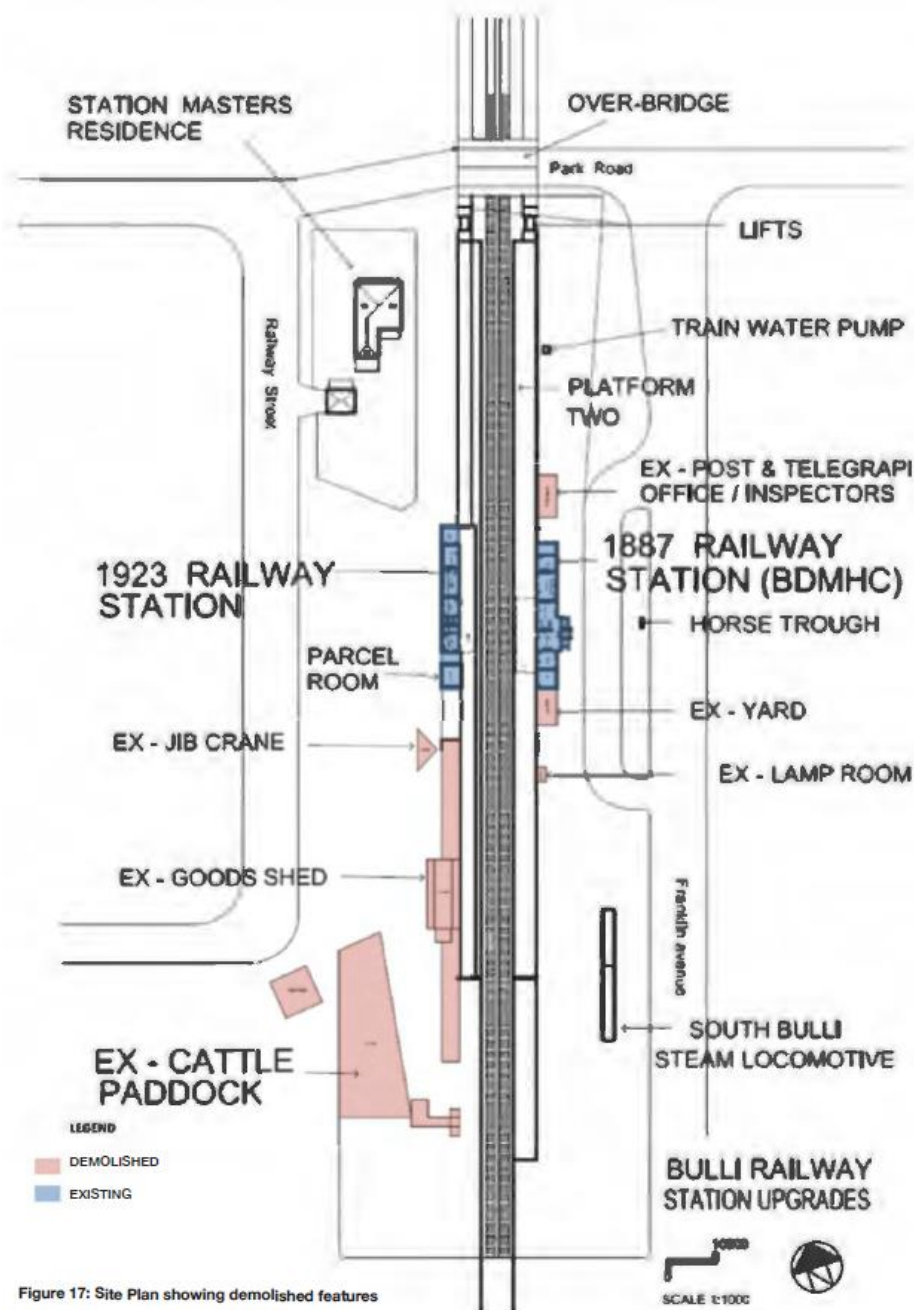 STATION MASTERS
RESIDENCE
OVER-BRIDGE
Park Road
LIFTS
Railway Street
TRAIN WATER PUMP
PLATFORM
TWO
EX - POST & TELEGRAPI
OFFICE / INSPECTORS
1923 RAILWAY
STATION
1887 RAILWAY
STATION (BDMHC)
HORSE TROUGH
PARCEL
ROOM
EX - YARD
EX - JIB CRANE
EX - LAMP ROOM
EX - GOODS SHED
Franklin avenue
SOUTH BULLI
STEAM LOCOMOTIVE
EX - CATTLE
PADDOCK
LEGEND
DEMOLISHED
EXISTING
BULLI RAILWAY
STATION UPGRADES
SCALE 1:1000
Figure 17: Site Plan showing demolished features